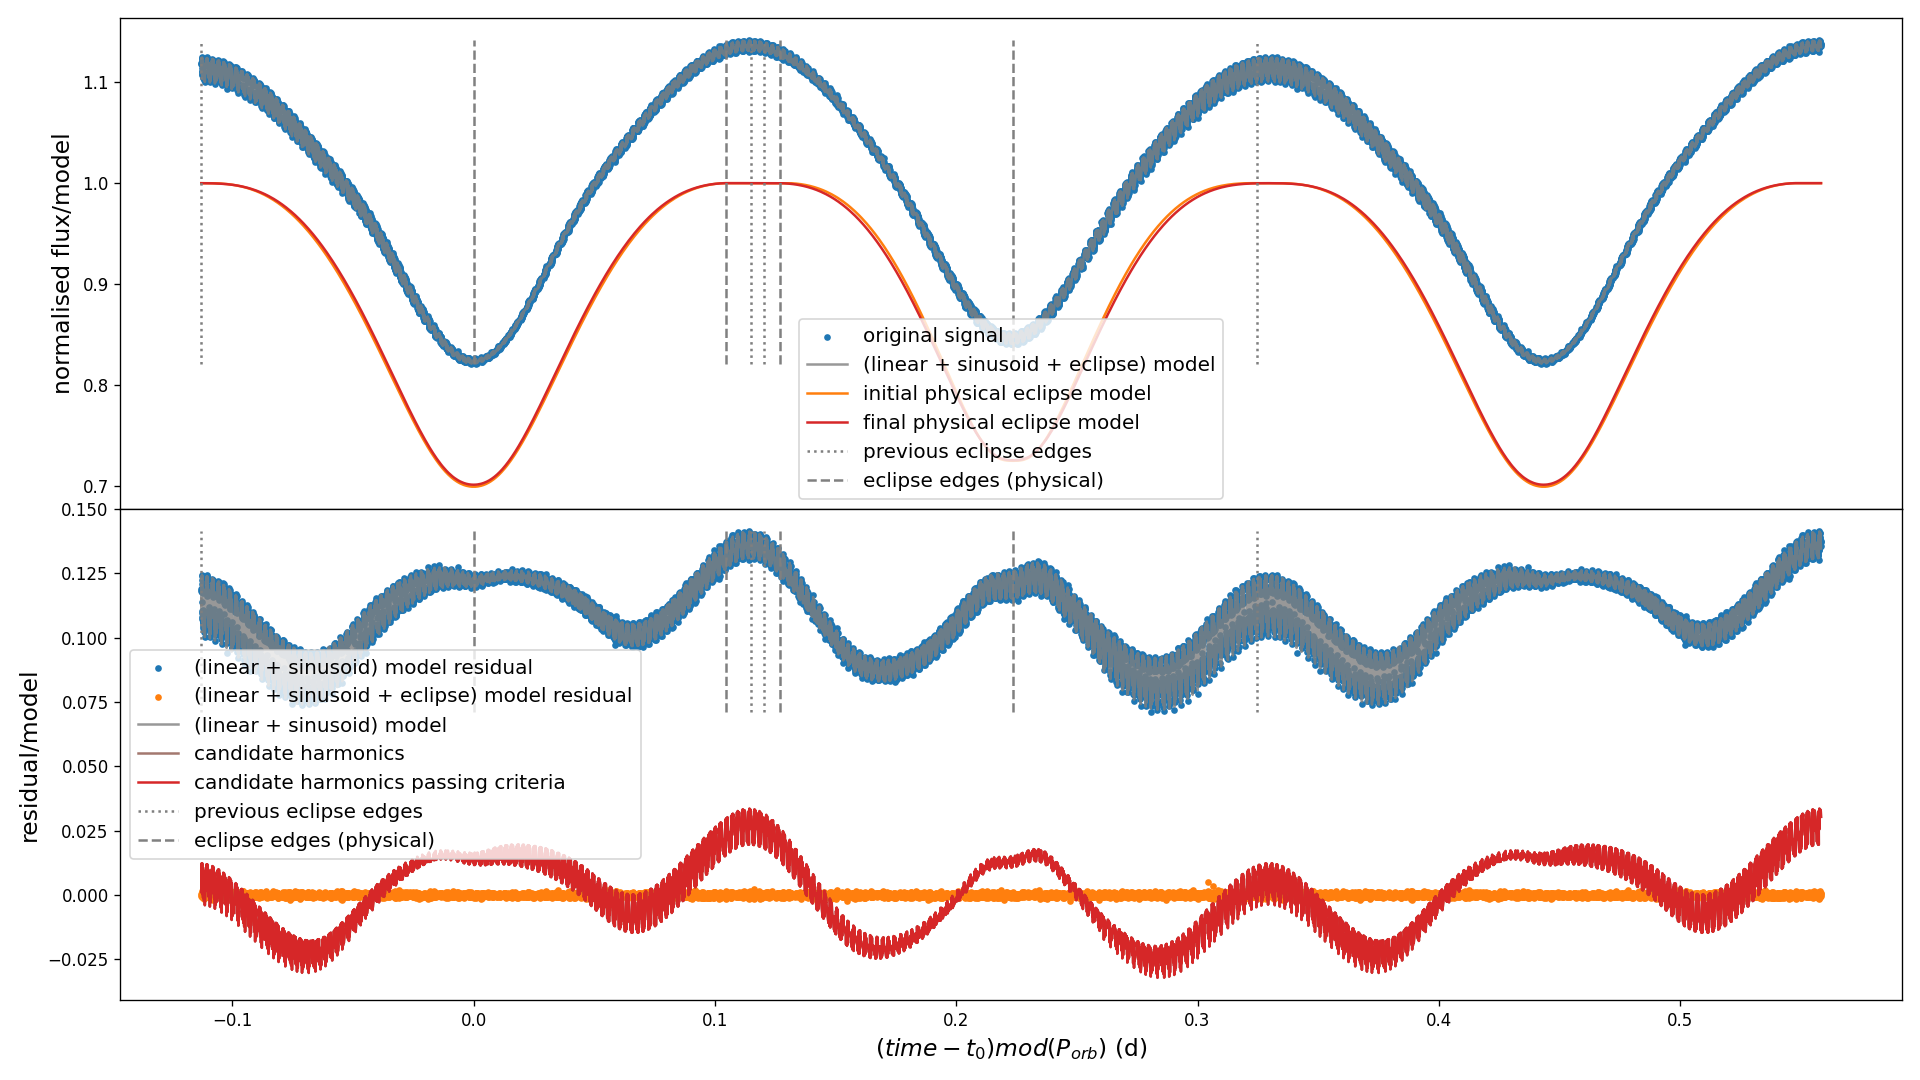 normalised flux/model
1.1
1.0
0.9
0.8
0.7
original signal
(linear + sinusoid + eclipse) model
initial physical eclipse model
final physical eclipse model
previous eclipse edges
eclipse edges (physical)
residual/model
0.150
0.125
0.100
0.075
0.050
0.025
0.000
−0.025
(linear + sinusoid) model residual
(linear + sinusoid + eclipse) model residual
(linear + sinusoid) model
candidate harmonics
candidate harmonics passing criteria
previous eclipse edges
eclipse edges (physical)
−0.1 0.0 0.1 0.2 0.3 0.4 0.5
(time − t₀)mod(P_orb) (d)